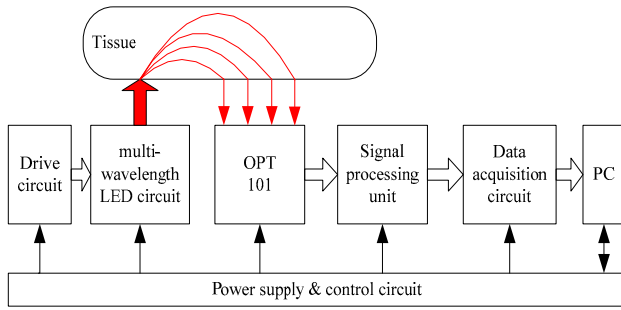 Tissue
Drive
circuit
multi-
wavelength
LED circuit
OPT
101
Signal
processing
unit
Data
acquisition
circuit
PC
Power supply & control circuit